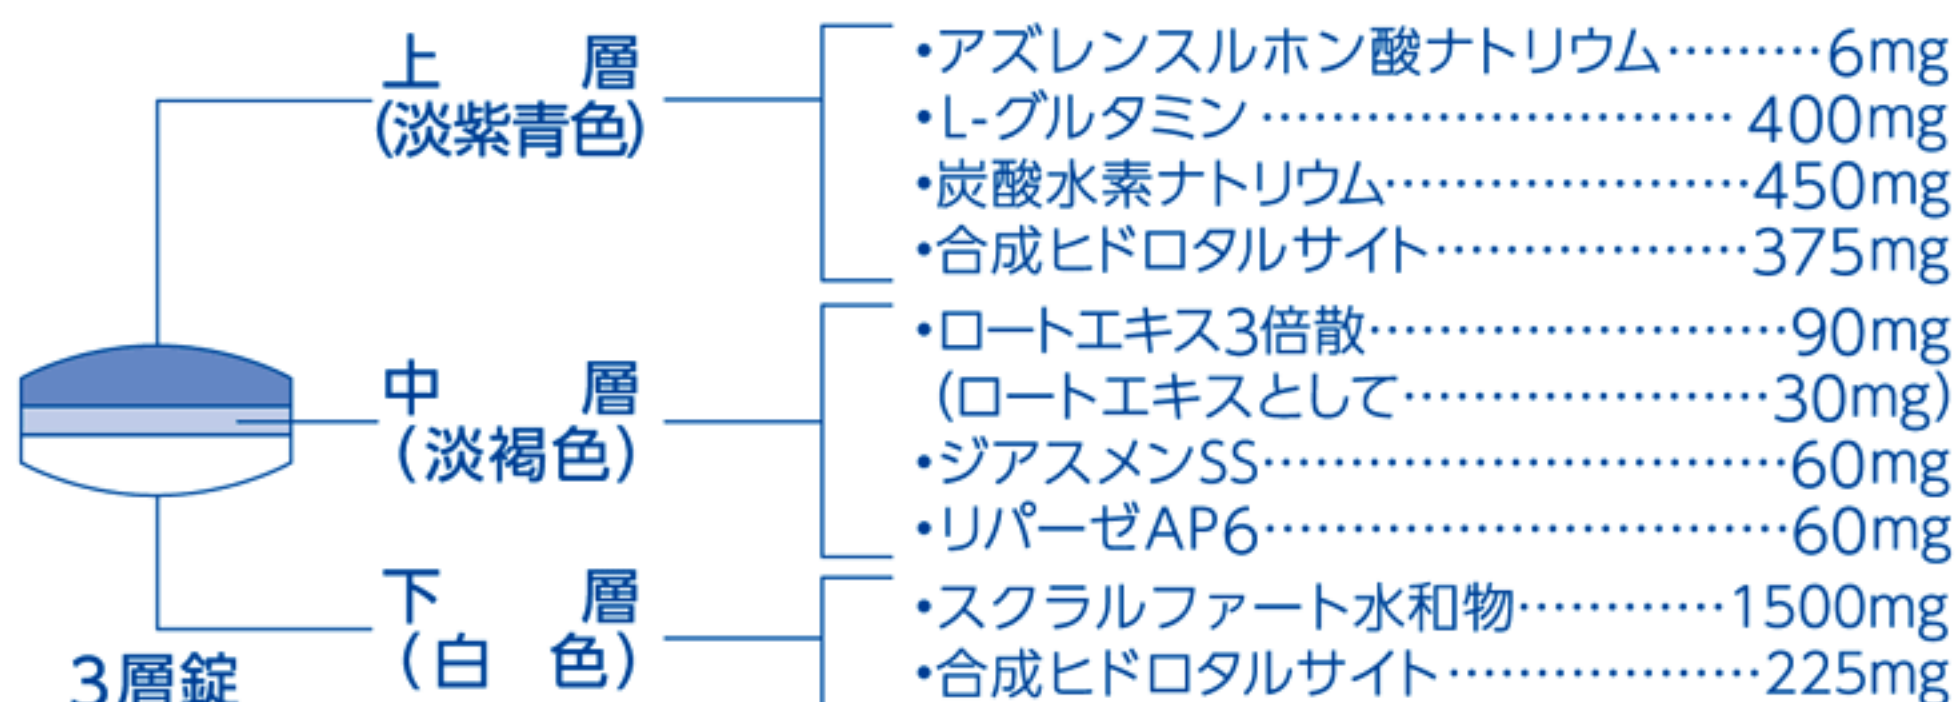 上層
(淡紫青色)
•アズレンスルホン酸ナトリウム………6mg
•L-グルタミン………………………400mg
•炭酸水素ナトリウム…………………450mg
•合成ヒドロタルサイト………………375mg
中層
(淡褐色)
•ロートエキス3倍散……………………90mg
(ロートエキスとして…………………30mg)
•ジアスメンSS…………………………60mg
•リパーゼAP6…………………………60mg
下層
(白色)
•スクラルファート水和物…………1500mg
•合成ヒドロタルサイト………………225mg
3層錠